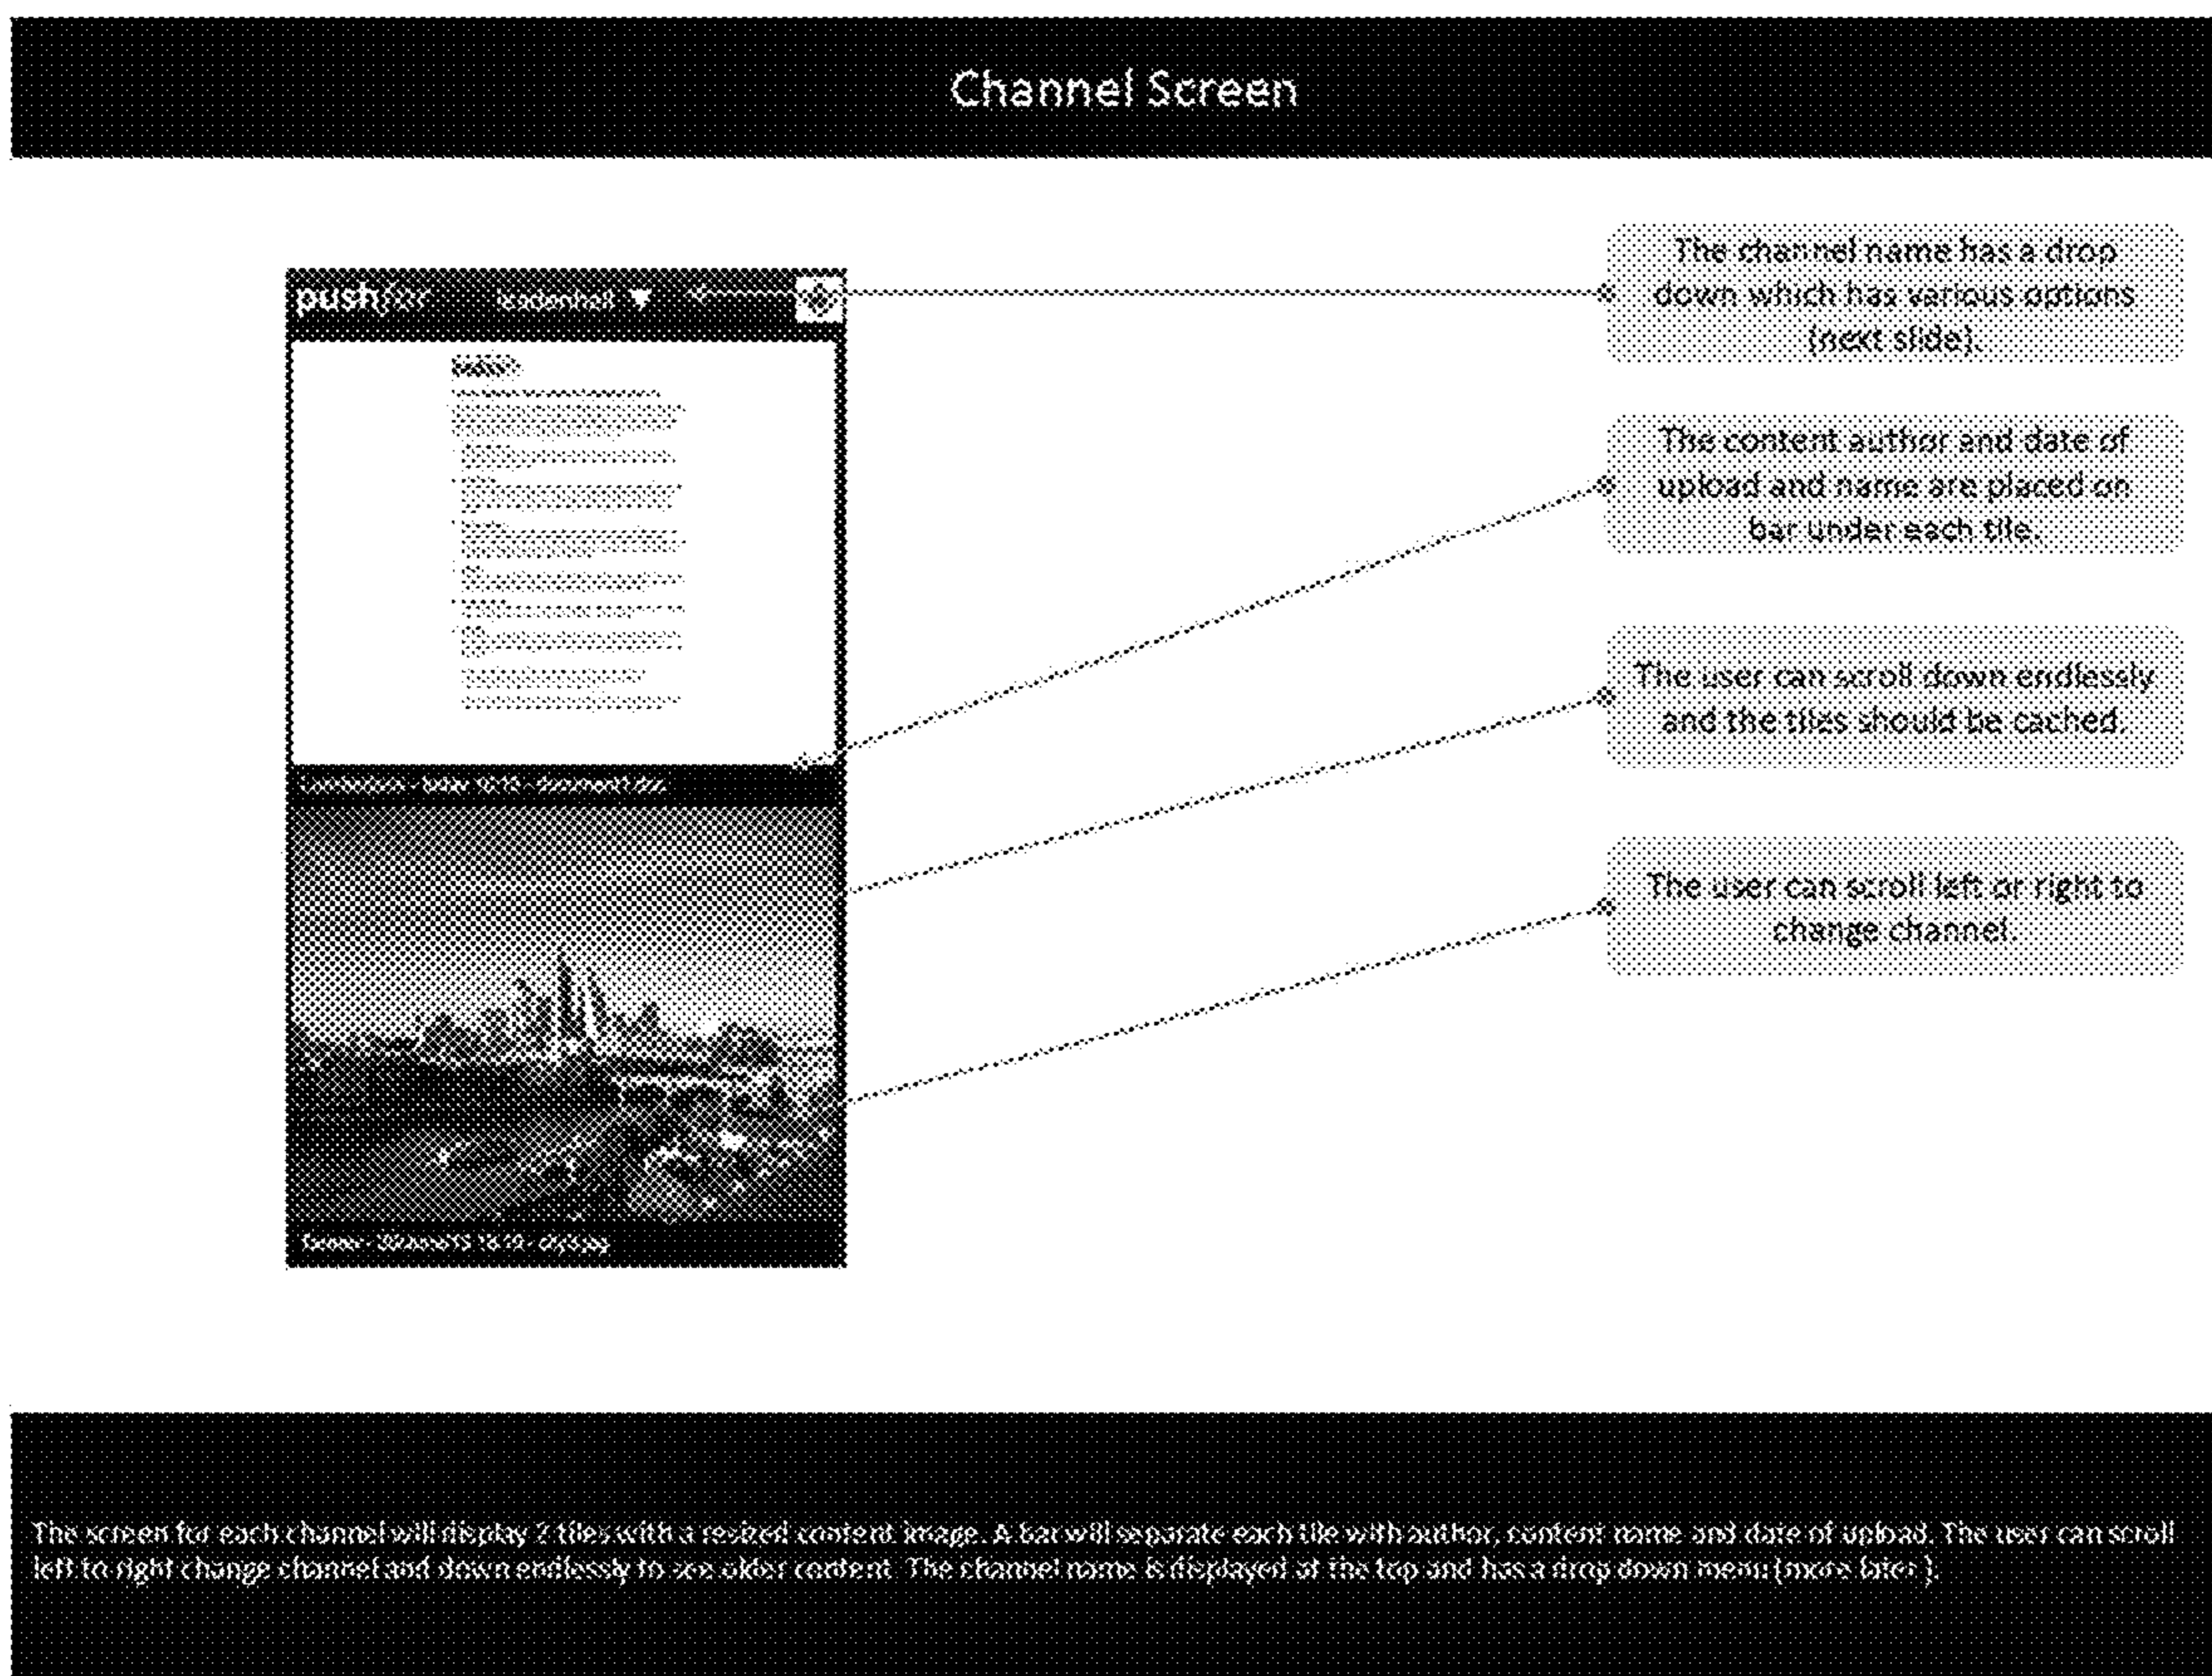 Channel Screen
pushfor
leadenhall
The channel name has a drop
down which has various options
(next slide).
The content author and date of
upload and name are placed on
bar under each tile.
The user can scroll down endlessly
and the tiles should be cached.
The user can scroll left or right to
change channel.
The screen for each channel will display 2 tiles with a resized content image. A bar will separate each tile with author, content name and date of upload. The user can scroll
left to right change channel and down endlessly to see older content. The channel name is displayed at the top and has a drop down menu (more later).